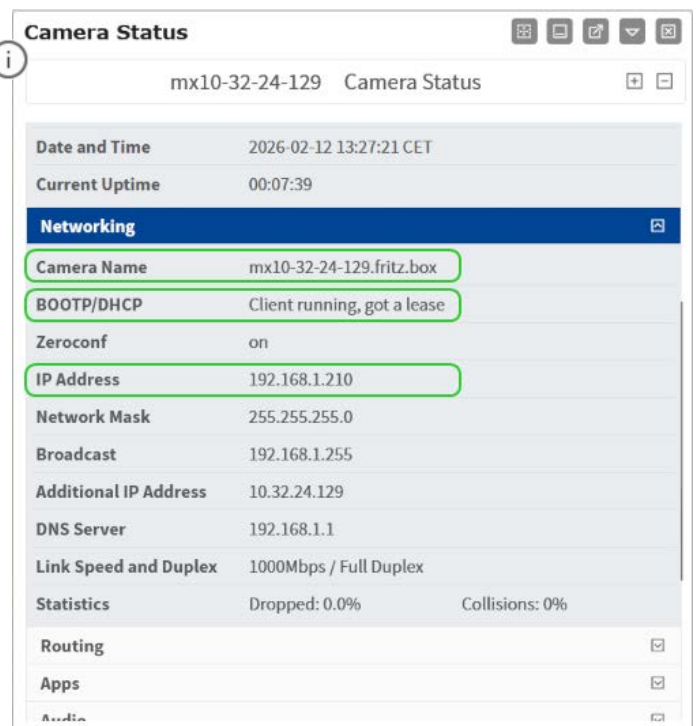 Camera Status
i
mx10-32-24-129 Camera Status
Date and Time 2026-02-12 13:27:21 CET
Current Uptime 00:07:39
Networking
Camera Name mx10-32-24-129.fritz.box
BOOTP/DHCP Client running, got a lease
Zeroconf on
IP Address 192.168.1.210
Network Mask 255.255.255.0
Broadcast 192.168.1.255
Additional IP Address 10.32.24.129
DNS Server 192.168.1.1
Link Speed and Duplex 1000Mbps / Full Duplex
Statistics Dropped: 0.0% Collisions: 0%
Routing
Apps
Audio